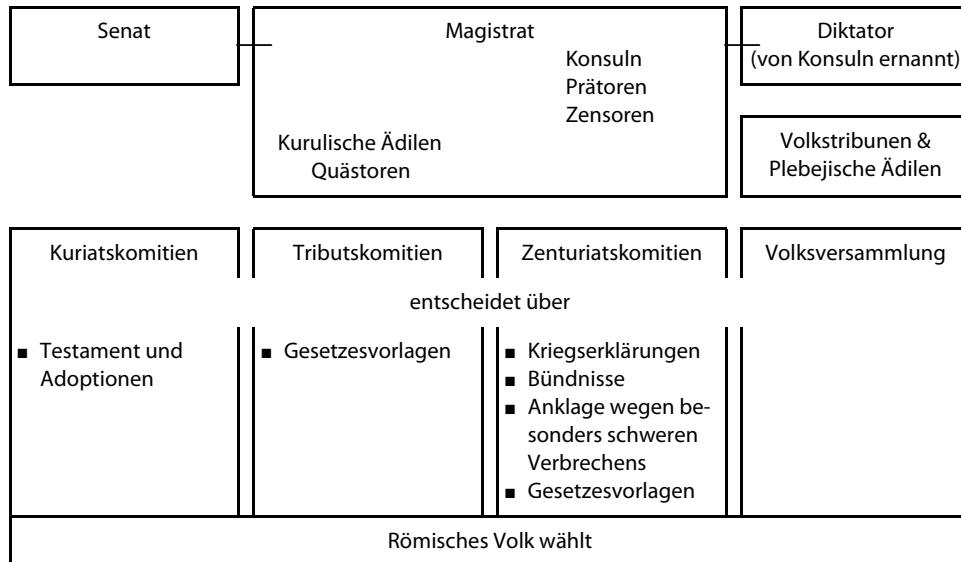 Senat
Magistrat
Konsuln
Prätoren
Zensoren
Kurulische Ädilen
Quästoren
Diktator
(von Konsuln ernannt)
Volkstribunen &
Plebejische Ädilen
Kuriatskomitien
Tributskomitien
Zenturiatskomitien
Volksversammlung
entscheidet über
■ Testament und
Adoptionen
■ Gesetzesvorlagen
■ Kriegserklärungen
■ Bündnisse
■ Anklage wegen be-
sonders schweren
Verbrechens
■ Gesetzesvorlagen
Römisches Volk wählt